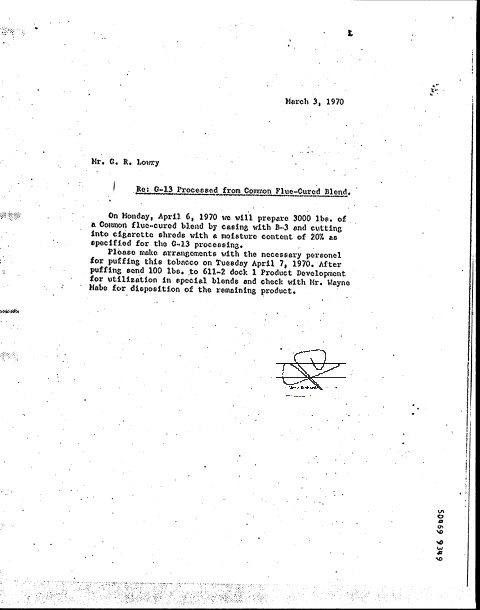 March 3, 1970
Mr. G. R. Lowry
Re: G-13 Processed from Common Flue-Cured Blend.
On Monday, April 6, 1970 we will prepare 3000 lbs. of
a Common flue-cured blend by casing with B-3 and cutting
into cigarette shreds with a moisture content of 20% as
specified for the G-13 processing.
Please make arrangements with the necessary personel
for puffing this tobacco on Tuesday April 7, 1970. After
puffing send 100 lbs. to 611-2 dock 1 Product Development
for utilization in special blends and check with Mr. Wayne
Mabe for disposition of the remaining product.
50469 9349